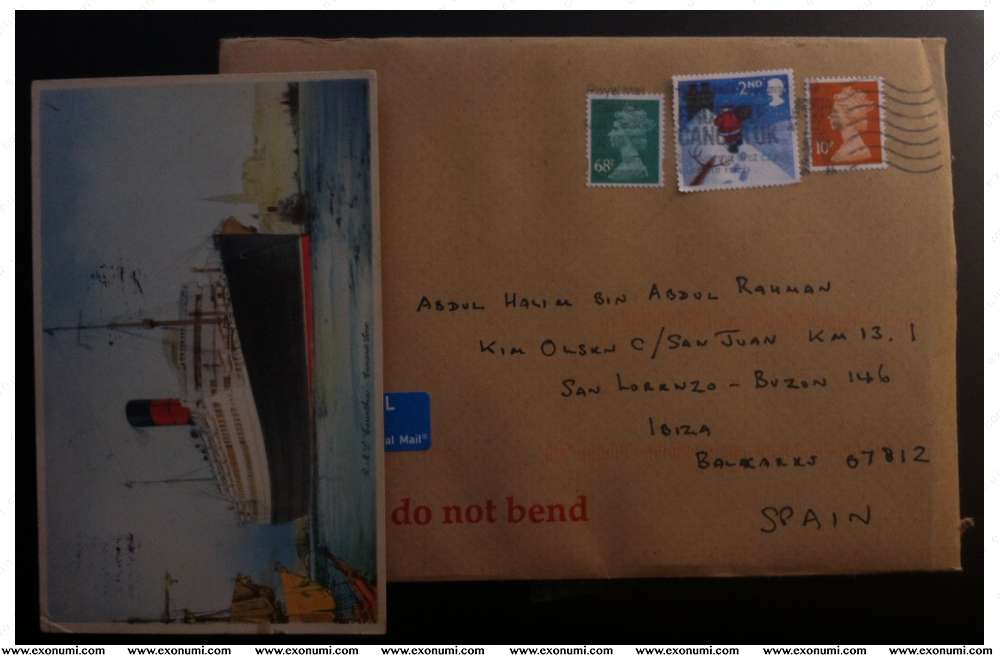 68P
2ND
10P
ABDUL HALIM BIN ABDUL RAHMAN
KIM OLSEN C/SAN JUAN KM 13.1
SAN LORENZO - BUZON 146
IBIZA
BALEARES 07812
SPAIN
L
al Mail®
do not bend
www.exonumi.com www.exonumi.com www.exonumi.com www.exonumi.com www.exonumi.com www.exonumi.com www.exonumi.com www.exonumi.com